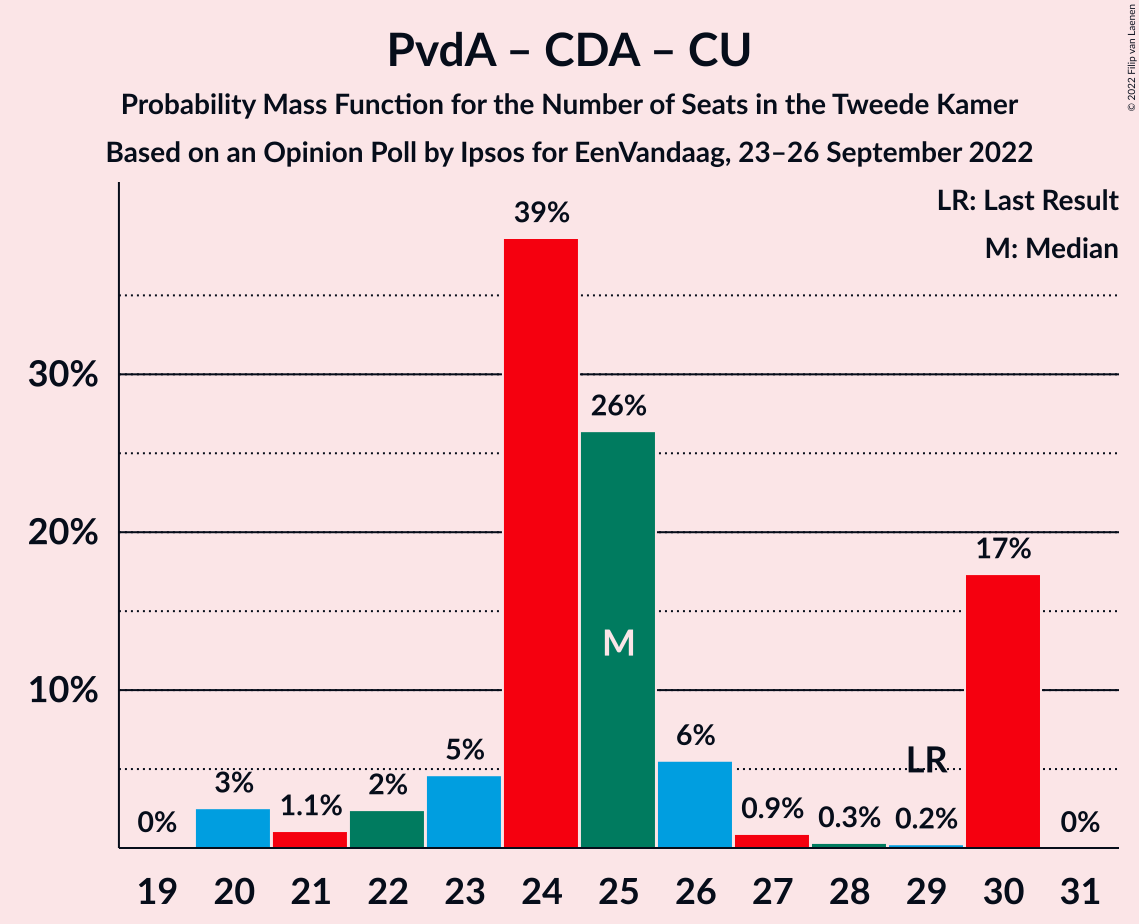 PvdA – CDA – CU
Probability Mass Function for the Number of Seats in the Tweede Kamer
Based on an Opinion Poll by Ipsos for EenVandaag, 23–26 September 2022
© 2022 Filip van Laenen
LR: Last Result
M: Median
39%
30%
26%
20%
17%
M
10%
6%
5%
LR
3%
2%
1.1%
0.9%
0.3%
0.2%
0%
0%
19 20 21 22 23 24 25 26 27 28 29 30 31